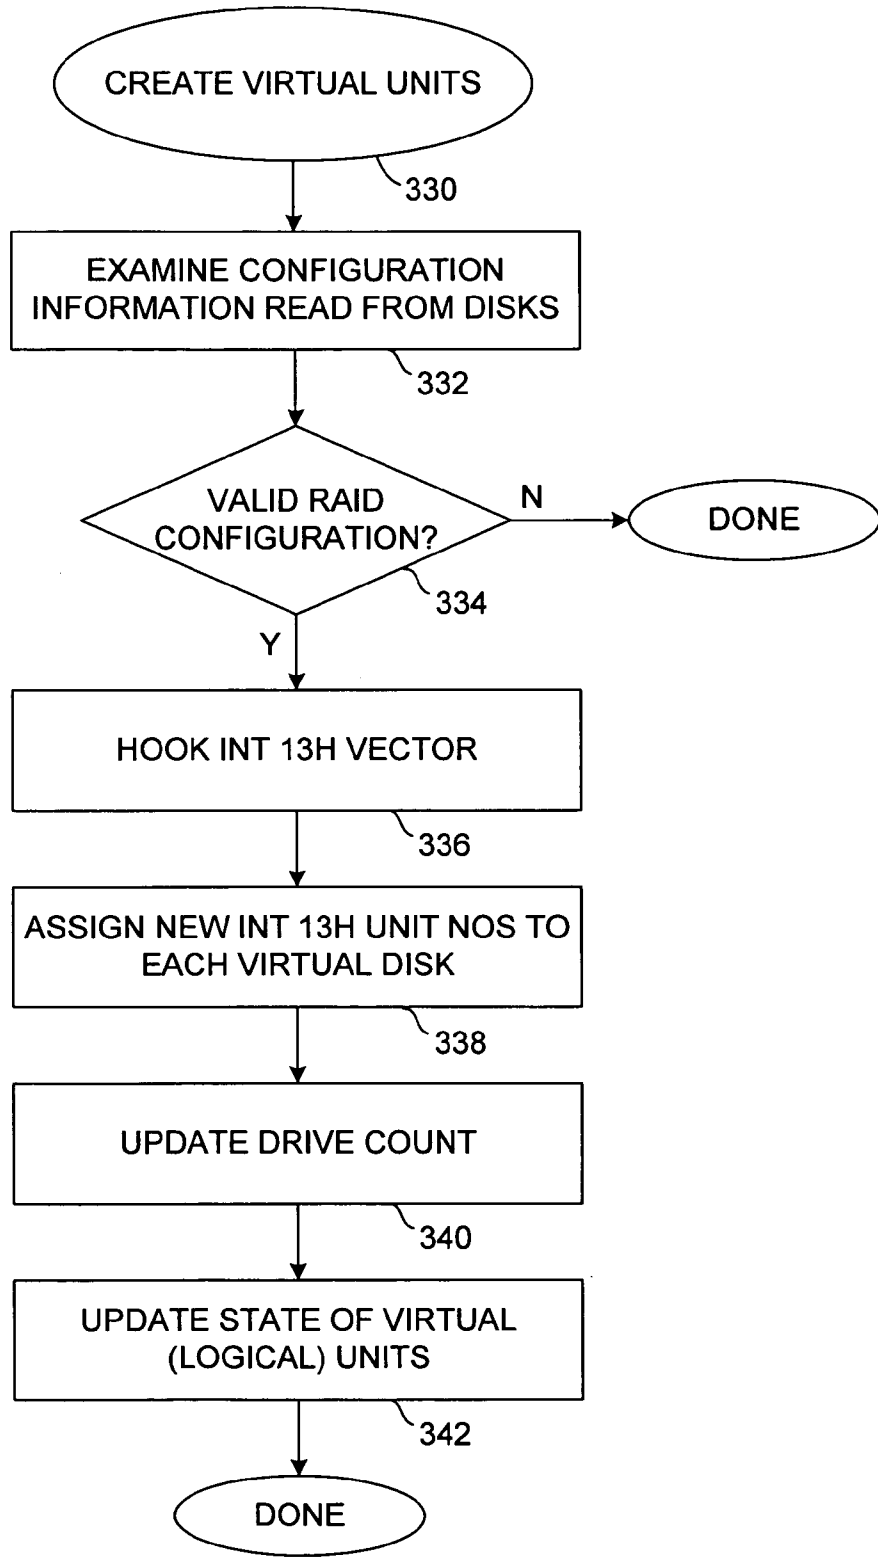 CREATE VIRTUAL UNITS
330
EXAMINE CONFIGURATION
INFORMATION READ FROM DISKS
332
VALID RAID
CONFIGURATION?
N
DONE
334
Y
HOOK INT 13H VECTOR
336
ASSIGN NEW INT 13H UNIT NOS TO
EACH VIRTUAL DISK
338
UPDATE DRIVE COUNT
340
UPDATE STATE OF VIRTUAL
(LOGICAL) UNITS
342
DONE